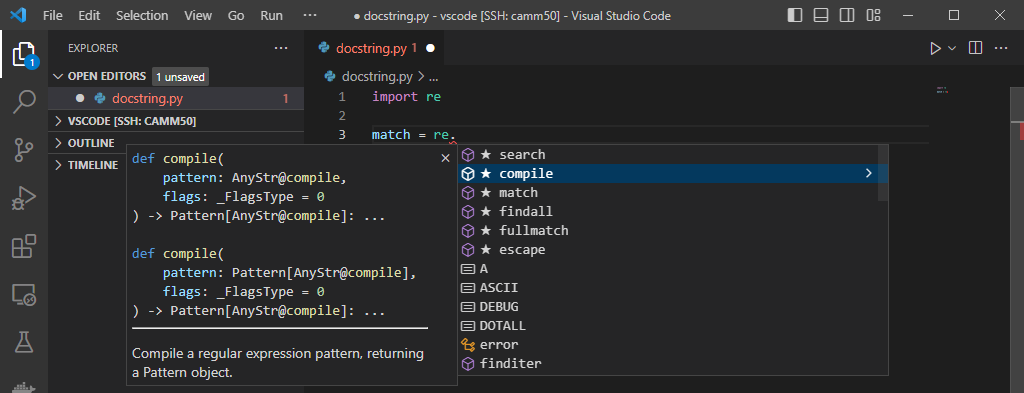 File Edit Selection View Go Run ··· ● docstring.py - vscode [SSH: camm50] - Visual Studio Code
EXPLORER ···
OPEN EDITORS 1 unsaved
● docstring.py 1
VSCODE [SSH: CAMM50]
OUTLINE
TIMELINE
1
docstring.py 1 ●
docstring.py > ...
1 import re
2
3 match = re.
def compile(
    pattern: AnyStr@compile,
    flags: _FlagsType = 0
) -> Pattern[AnyStr@compile]: ...
def compile(
    pattern: Pattern[AnyStr@compile],
    flags: _FlagsType = 0
) -> Pattern[AnyStr@compile]: ...
Compile a regular expression pattern, returning
a Pattern object.
★ search
★ compile
★ match
★ findall
★ fullmatch
★ escape
A
ASCII
DEBUG
DOTALL
error
finditer